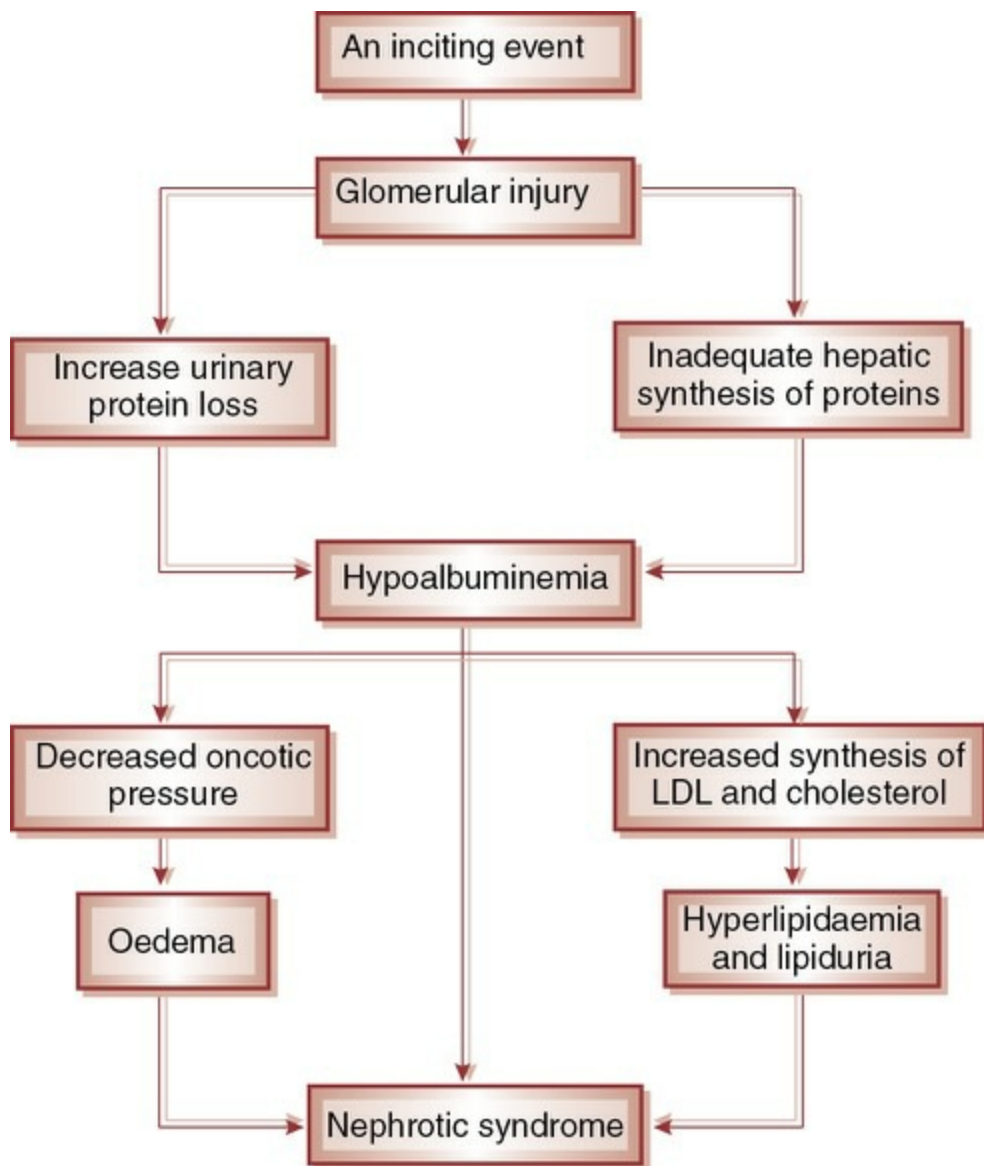 An inciting event
Glomerular injury
Increase urinary
protein loss
Inadequate hepatic
synthesis of proteins
Hypoalbuminemia
Decreased oncotic
pressure
Increased synthesis of
LDL and cholesterol
Oedema
Hyperlipidaemia
and lipiduria
Nephrotic syndrome